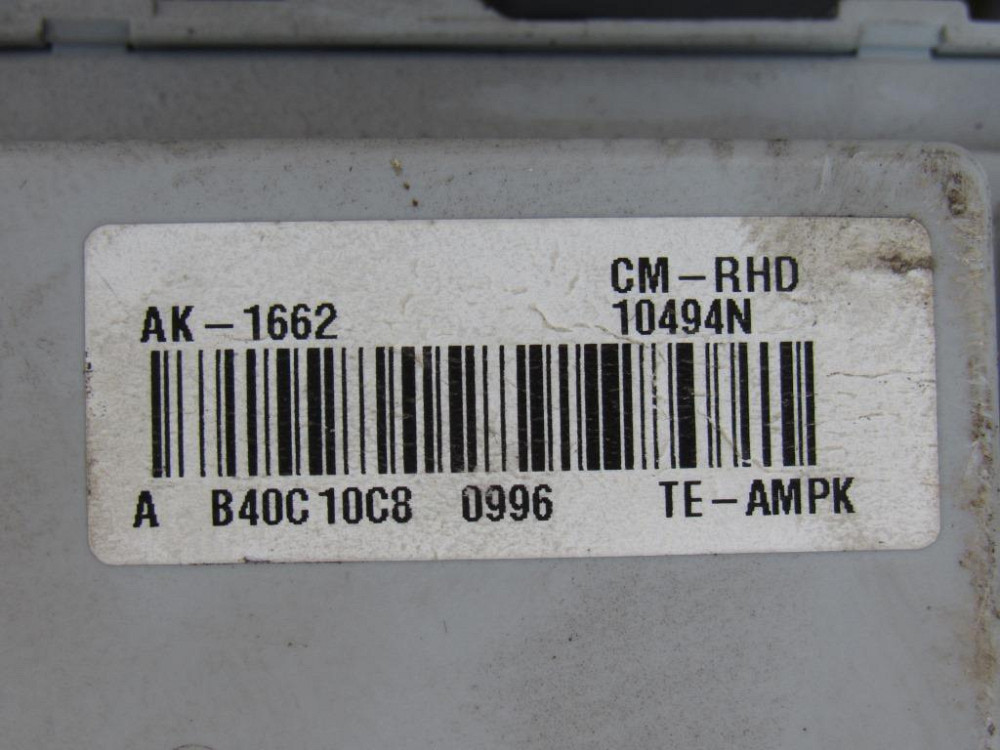 CM-RHD
AK-1662 10494N
A B40C10C8 0996 TE-AMPK